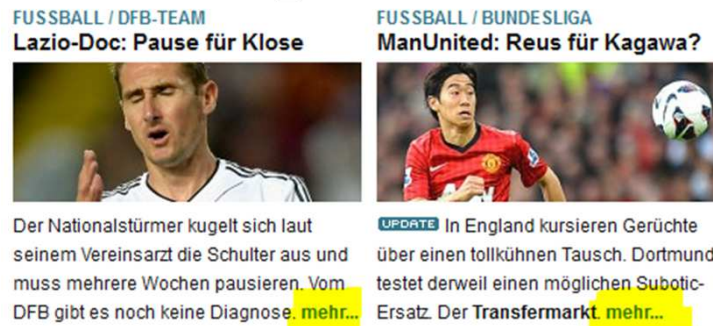 FUSSBALL / DFB-TEAM
Lazio-Doc: Pause für Klose
Der Nationalstürmer kugelt sich laut
seinem Vereinsarzt die Schulter aus und
muss mehrere Wochen pausieren. Vom
DFB gibt es noch keine Diagnose. mehr...
FUSSBALL / BUNDESLIGA
ManUnited: Reus für Kagawa?
UPDATE In England kursieren Gerüchte
über einen tollkühnen Tausch. Dortmund
testet derweil einen möglichen Subotic-
Ersatz. Der Transfermarkt. mehr...